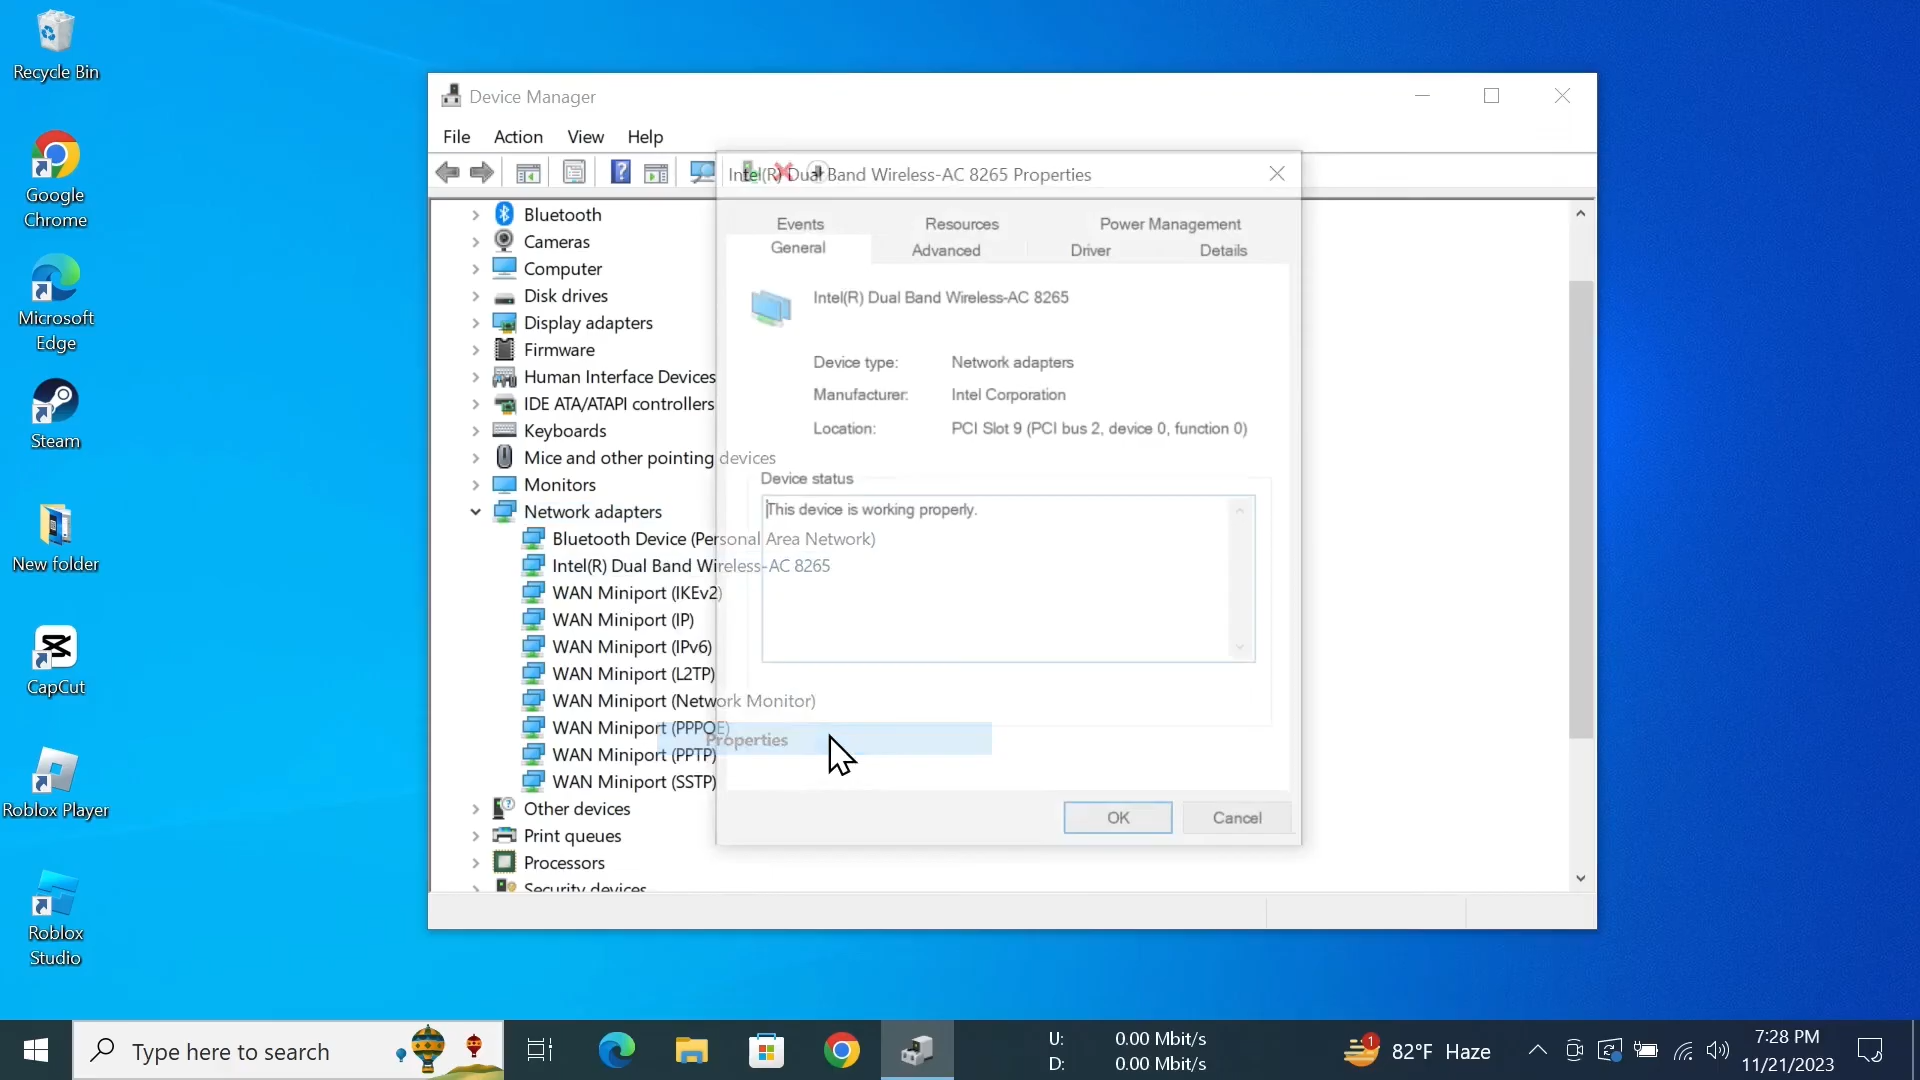 Recycle Bin
Google
Chrome
Microsoft
Edge
Steam
New folder
CapCut
Roblox Player
Roblox
Studio
Device Manager
File Action View Help
Bluetooth
Cameras
Computer
Disk drives
Display adapters
Firmware
Human Interface Devices
IDE ATA/ATAPI controllers
Keyboards
Mice and other pointing devices
Monitors
Network adapters
Bluetooth Device (Personal Area Network)
Intel(R) Dual Band Wireless-AC 8265
WAN Miniport (IKEv2)
WAN Miniport (IP)
WAN Miniport (IPv6)
WAN Miniport (L2TP)
WAN Miniport (Network Monitor)
WAN Miniport (PPPOE)
WAN Miniport (PPTP)
WAN Miniport (SSTP)
Other devices
Print queues
Processors
Security devices
Properties
Intel(R) Dual Band Wireless-AC 8265 Properties
Events Resources Power Management
General Advanced Driver Details
Intel(R) Dual Band Wireless-AC 8265
Device type: Network adapters
Manufacturer: Intel Corporation
Location: PCI Slot 9 (PCI bus 2, device 0, function 0)
Device status
This device is working properly.
OK Cancel
Type here to search
U: 0.00 Mbit/s
D: 0.00 Mbit/s
1
82°F Haze
7:28 PM
11/21/2023